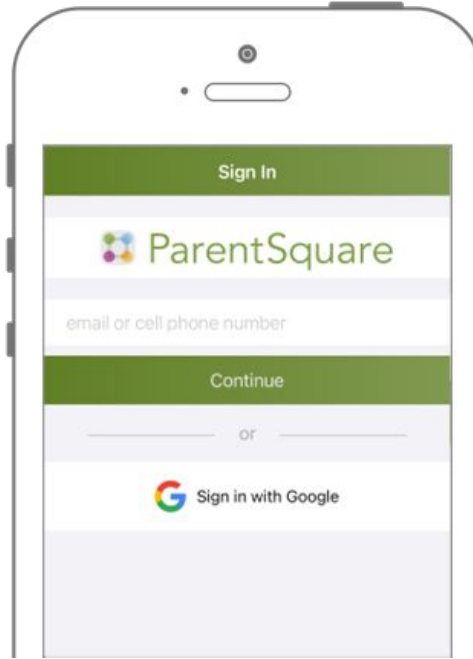 Sign In
ParentSquare
email or cell phone number
Continue
or
Sign in with Google